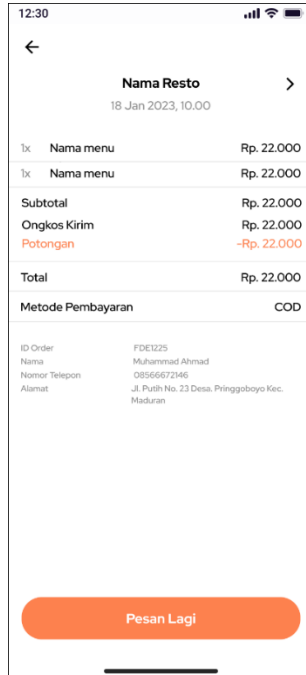 12:30
Nama Resto
18 Jan 2023, 10.00
1x Nama menu Rp. 22.000
1x Nama menu Rp. 22.000
Subtotal Rp. 22.000
Ongkos Kirim Rp. 22.000
Potongan -Rp. 22.000
Total Rp. 22.000
Metode Pembayaran COD
ID Order FDE1225
Nama Muhammad Ahmad
Nomor Telepon 08566672146
Alamat Jl. Putih No. 23 Desa. Pringgoboyo Kec.
Maduran
Pesan Lagi